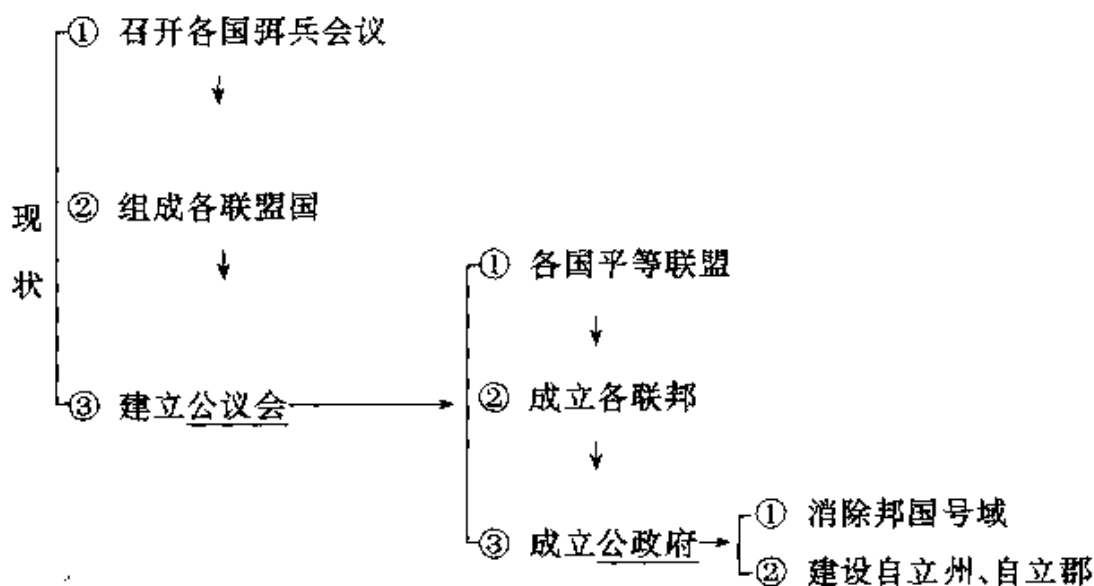 现状
① 召开各国弭兵会议
② 组成各联盟国
③ 建立公议会
① 各国平等联盟
② 成立各联邦
③ 成立公政府
① 消除邦国号域
② 建设自立州、自立郡